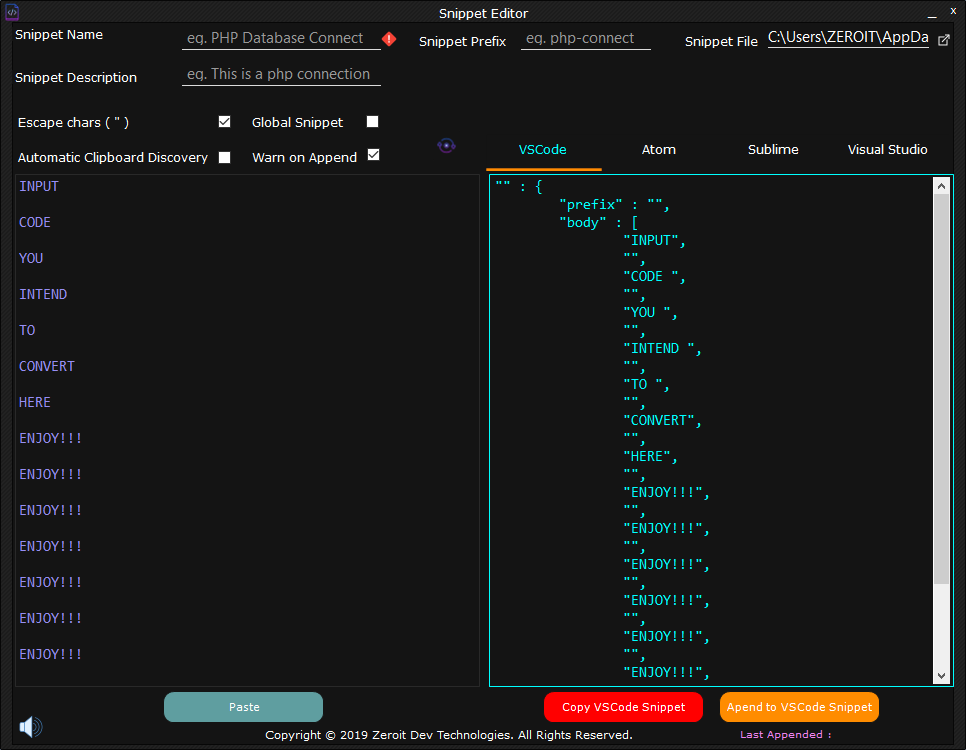 Snippet Editor
_ x
Snippet Name
eg. PHP Database Connect
Snippet Prefix
eg. php-connect
Snippet File
C:\Users\ZEROIT\AppDa
Snippet Description
eg. This is a php connection
Escape chars ( " )
Global Snippet
Automatic Clipboard Discovery
Warn on Append
VSCode
Atom
Sublime
Visual Studio
INPUT
CODE
YOU
INTEND
TO
CONVERT
HERE
ENJOY!!!
ENJOY!!!
ENJOY!!!
ENJOY!!!
ENJOY!!!
ENJOY!!!
ENJOY!!!
"" : {
"prefix" : "",
"body" : [
"INPUT",
"",
"CODE ",
"",
"YOU ",
"",
"INTEND ",
"",
"TO ",
"",
"CONVERT",
"",
"HERE",
"",
"ENJOY!!!",
"",
"ENJOY!!!",
"",
"ENJOY!!!",
"",
"ENJOY!!!",
"",
"ENJOY!!!",
"",
"ENJOY!!!",
Paste
Copy VSCode Snippet
Apend to VSCode Snippet
Copyright © 2019 Zeroit Dev Technologies. All Rights Reserved.
Last Appended :